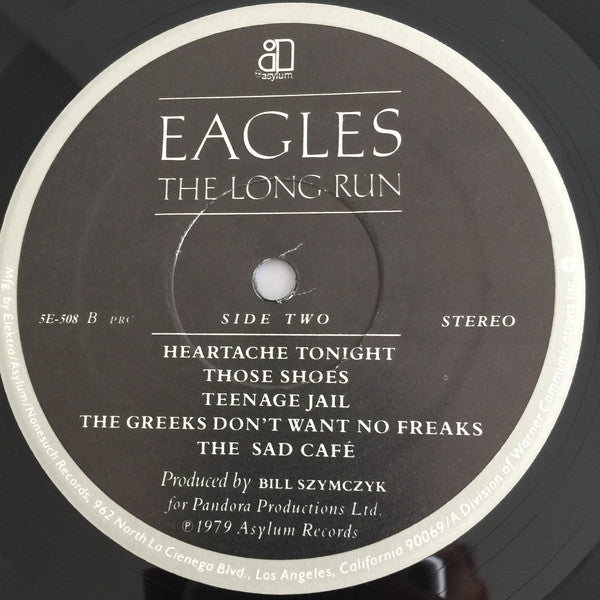 the asylum
EAGLES
THE LONG RUN
5E-508 B PRC
SIDE TWO
STEREO
HEARTACHE TONIGHT
THOSE SHOES
TEENAGE JAIL
THE GREEKS DON'T WANT NO FREAKS
THE SAD CAFÉ
Produced by BILL SZYMCZYK
for Pandora Productions Ltd.
Ⓟ1979 Asylum Records
Mfg. by Elektra/Asylum/Nonesuch Records, 962 North La Cienega Blvd., Los Angeles, California 90069/A Division of Warner Communications Inc.